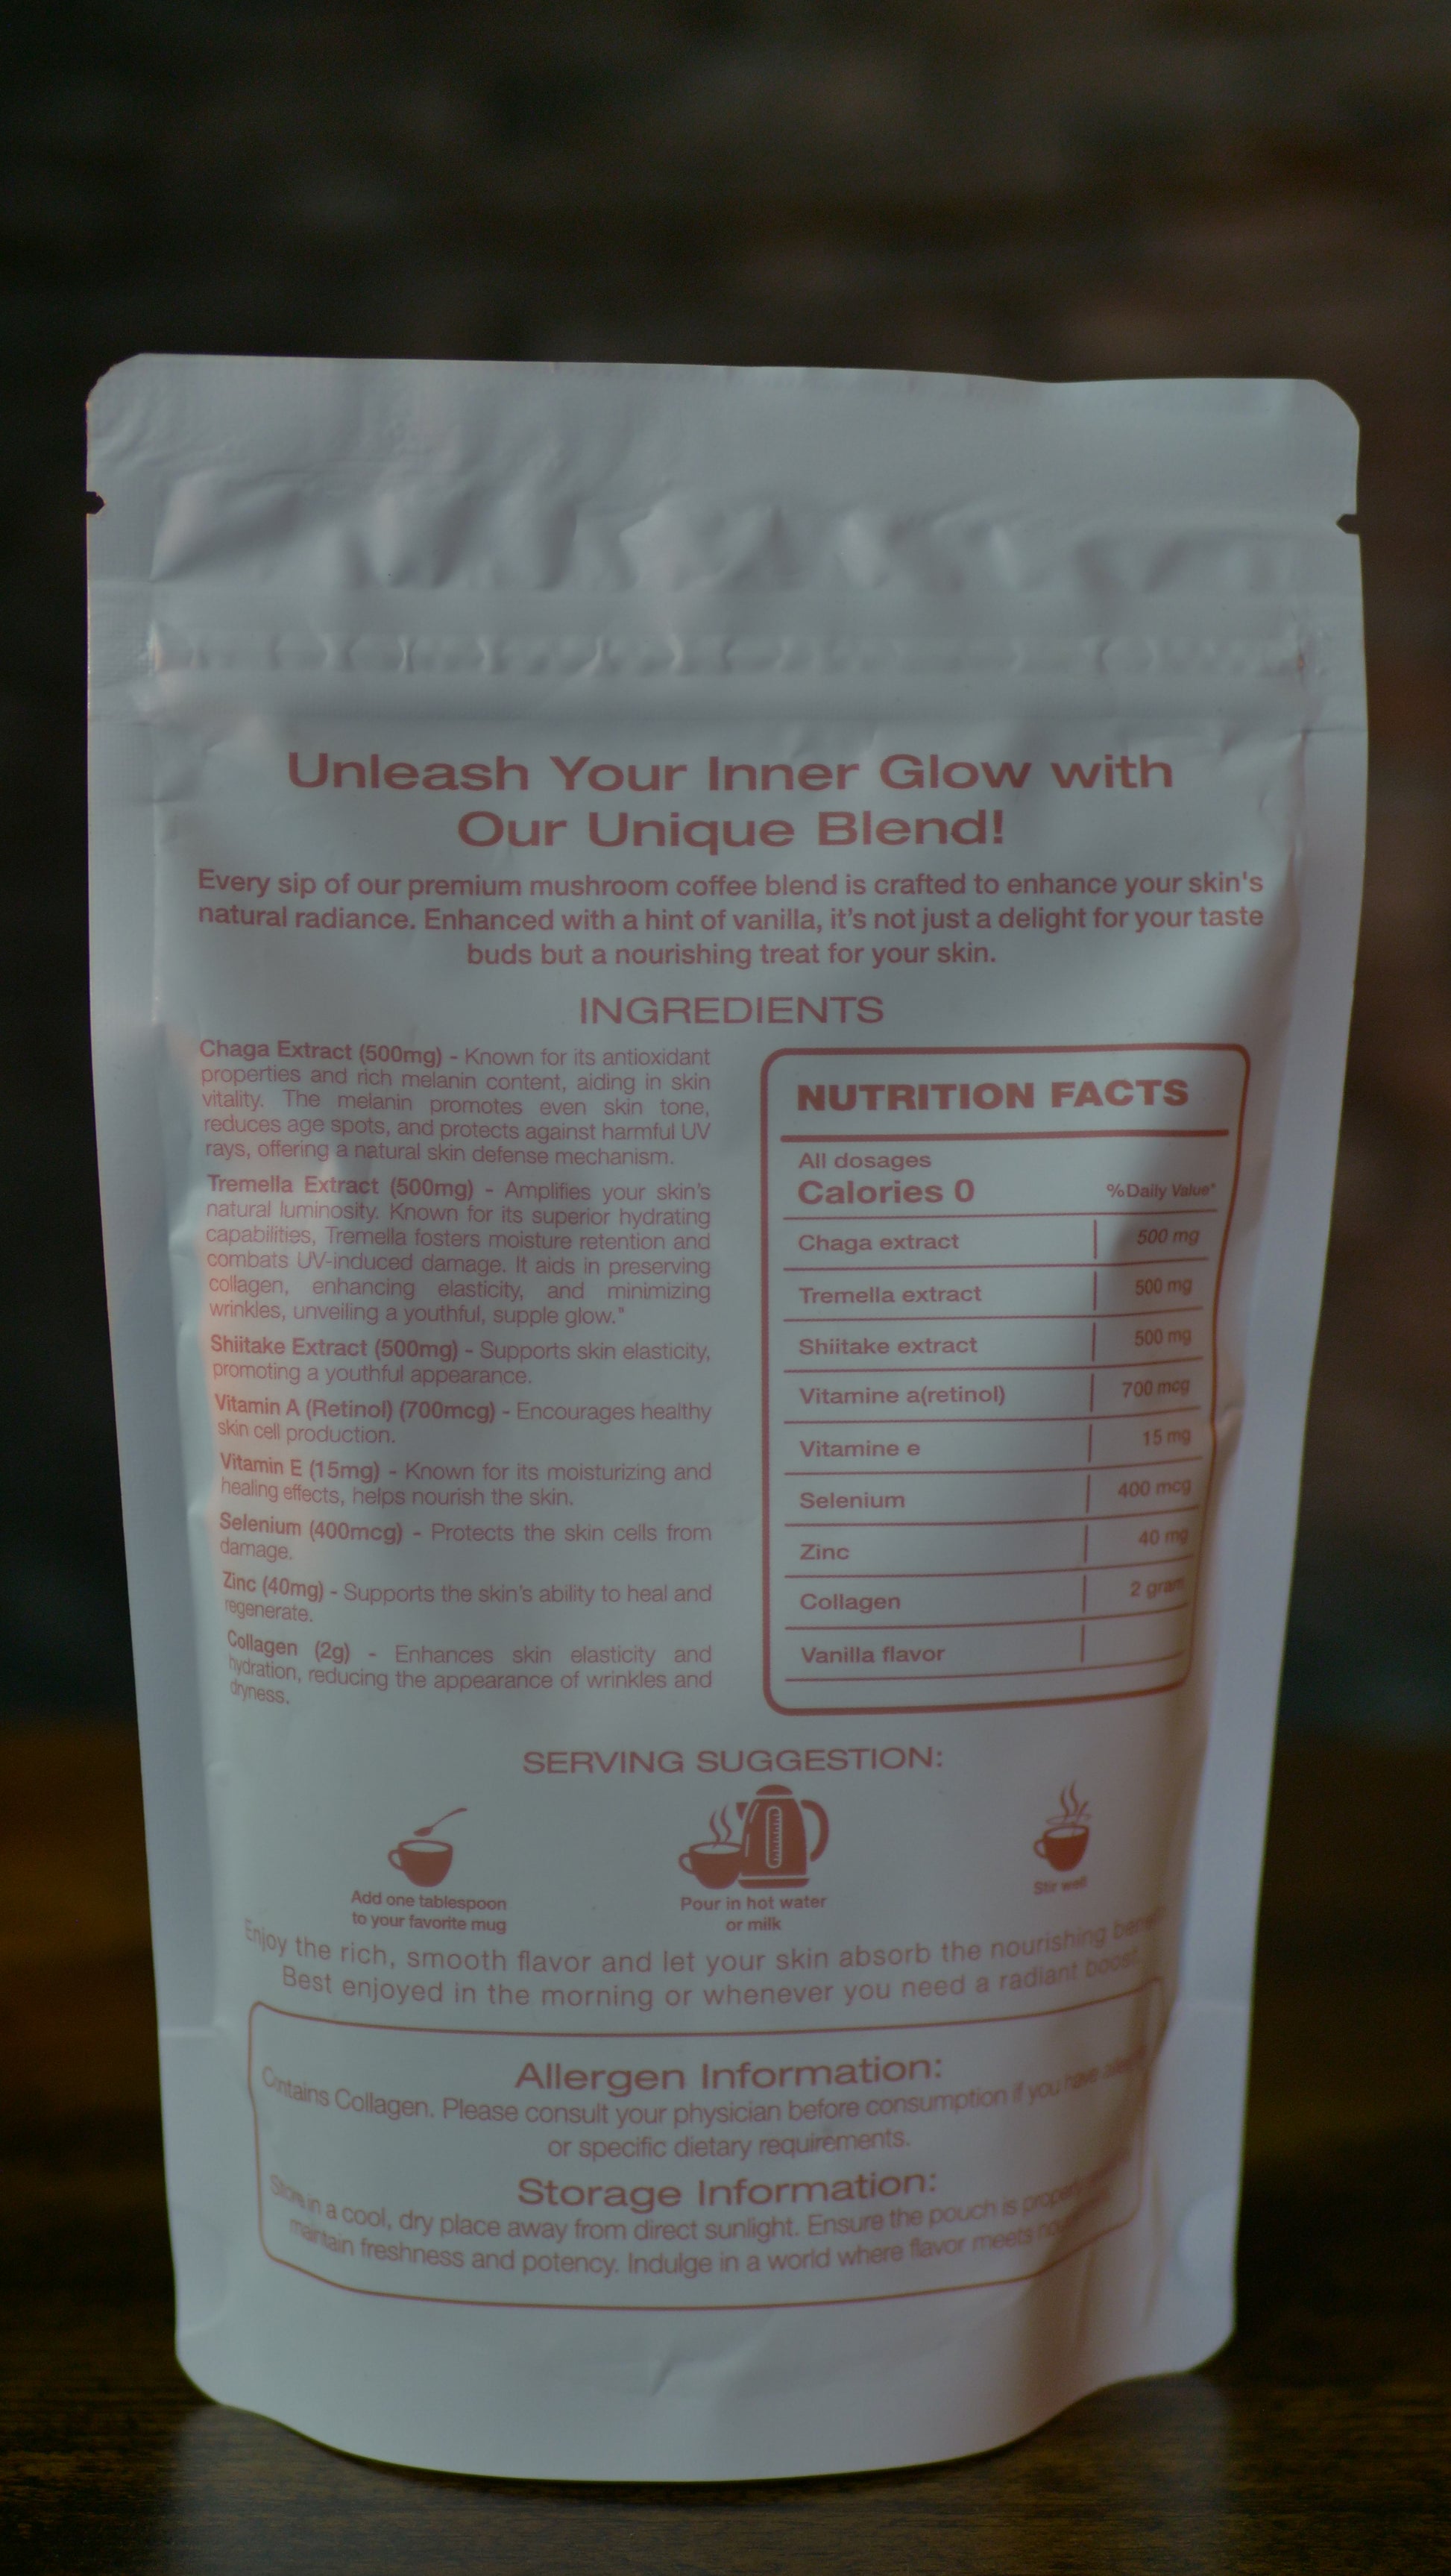 Unleash Your Inner Glow with
Our Unique Blend!
Every sip of our premium mushroom coffee blend is crafted to enhance your skin's
natural radiance. Enhanced with a hint of vanilla, it's not just a delight for your taste
buds but a nourishing treat for your skin.
INGREDIENTS
Chaga Extract (500mg) - Known for its antioxidant
properties and rich melanin content, aiding in skin
vitality. The melanin promotes even skin tone,
reduces age spots, and protects against harmful UV
rays, offering a natural skin defense mechanism.
Tremella Extract (500mg) - Amplifies your skin's
natural luminosity. Known for its superior hydrating
capabilities, Tremella fosters moisture retention and
combats UV-induced damage. It aids in preserving
collagen, enhancing elasticity, and minimizing
wrinkles, unveiling a youthful, supple glow."
Shiitake Extract (500mg) - Supports skin elasticity,
promoting a youthful appearance.
Vitamin A (Retinol) (700mcg) - Encourages healthy
skin cell production.
Vitamin E (15mg) - Known for its moisturizing and
healing effects, helps nourish the skin.
Selenium (400mcg) - Protects the skin cells from
damage.
Zinc (40mg) - Supports the skin's ability to heal and
regenerate.
Collagen (2g) - Enhances skin elasticity and
hydration, reducing the appearance of wrinkles and
dryness.
NUTRITION FACTS
All dosages
Calories 0 %Daily Value*
Chaga extract 500 mg
Tremella extract 500 mg
Shiitake extract 500 mg
Vitamine a(retinol) 700 mcg
Vitamine e 15 mg
Selenium 400 mcg
Zinc 40 mg
Collagen 2 gram
Vanilla flavor
SERVING SUGGESTION:
Add one tablespoon
to your favorite mug
Pour in hot water
or milk
Stir well
Enjoy the rich, smooth flavor and let your skin absorb the nourishing
Best enjoyed in the morning or whenever you need a radiant boost.
Allergen Information:
Contains Collagen. Please consult your physician before consumption if you have
or specific dietary requirements.
Storage Information:
Store in a cool, dry place away from direct sunlight. Ensure the pouch is properly
maintain freshness and potency. Indulge in a world where flavor meets